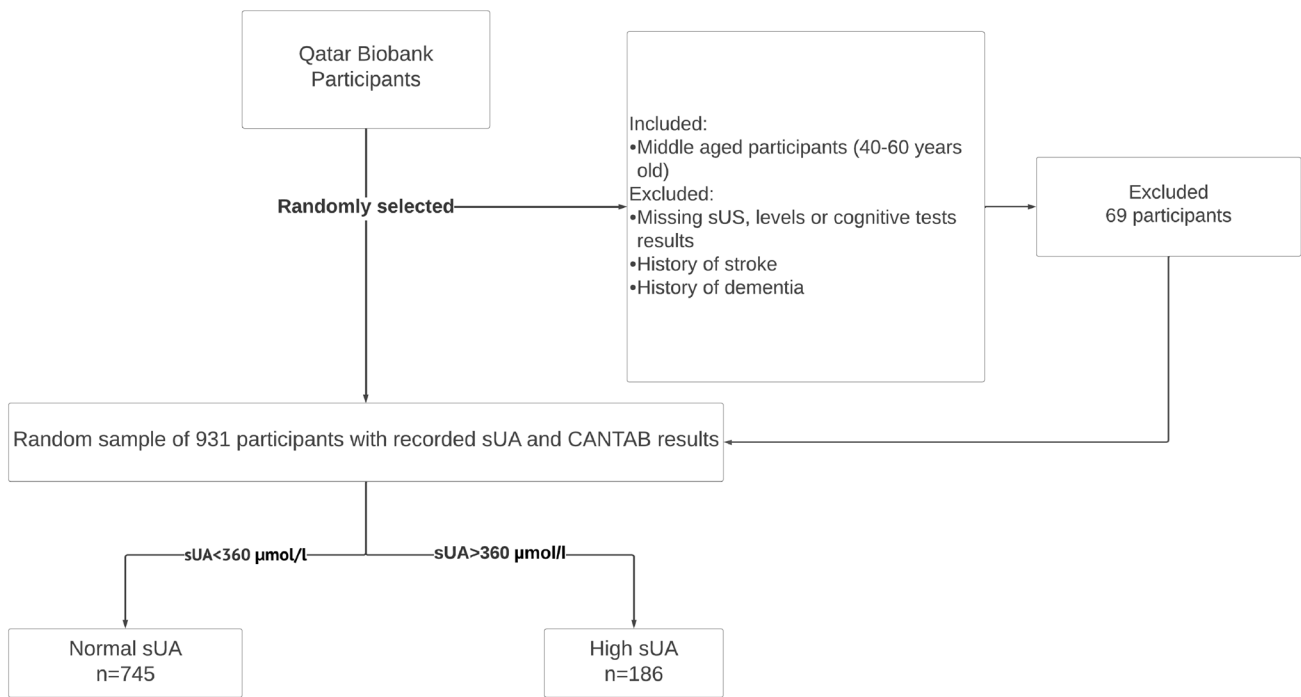 Qatar Biobank
Participants
Included:
•Middle aged participants (40-60 years
old)
Excluded:
•Missing sUS, levels or cognitive tests
results
•History of stroke
•History of dementia
Excluded
69 participants
Randomly selected
Random sample of 931 participants with recorded sUA and CANTAB results
sUA<360 µmol/l
sUA>360 µmol/l
Normal sUA
n=745
High sUA
n=186